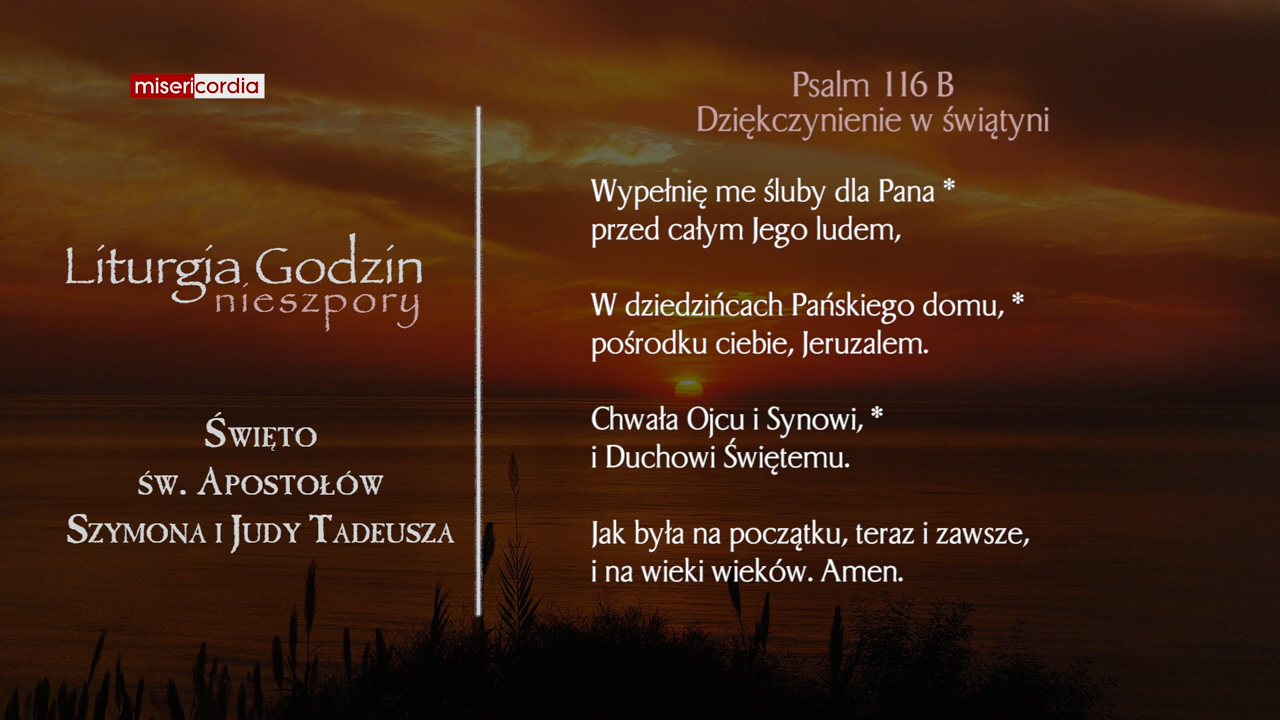 misericordia
Liturgia Godzin
nieszpory
Święto
św. Apostołów
Szymona i Judy Tadeusza
Psalm 116 B
Dziękczynienie w świątyni
Wypełnię me śluby dla Pana *
przed całym Jego ludem,
W dziedzińcach Pańskiego domu, *
pośrodku ciebie, Jeruzalem.
Chwała Ojcu i Synowi, *
i Duchowi Świętemu.
Jak była na początku, teraz i zawsze,
i na wieki wieków. Amen.